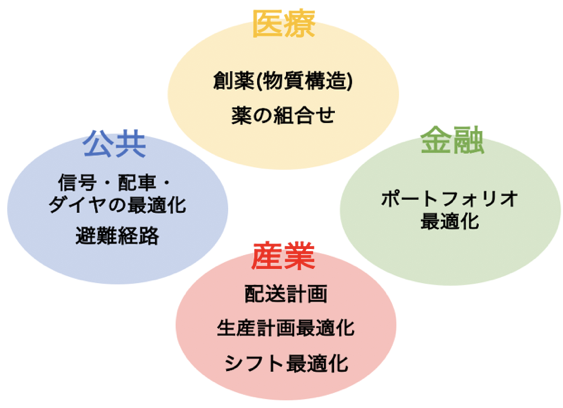 医療
創薬(物質構造)
薬の組合せ
公共
信号・配車・
ダイヤの最適化
避難経路
金融
ポートフォリオ
最適化
産業
配送計画
生産計画最適化
シフト最適化